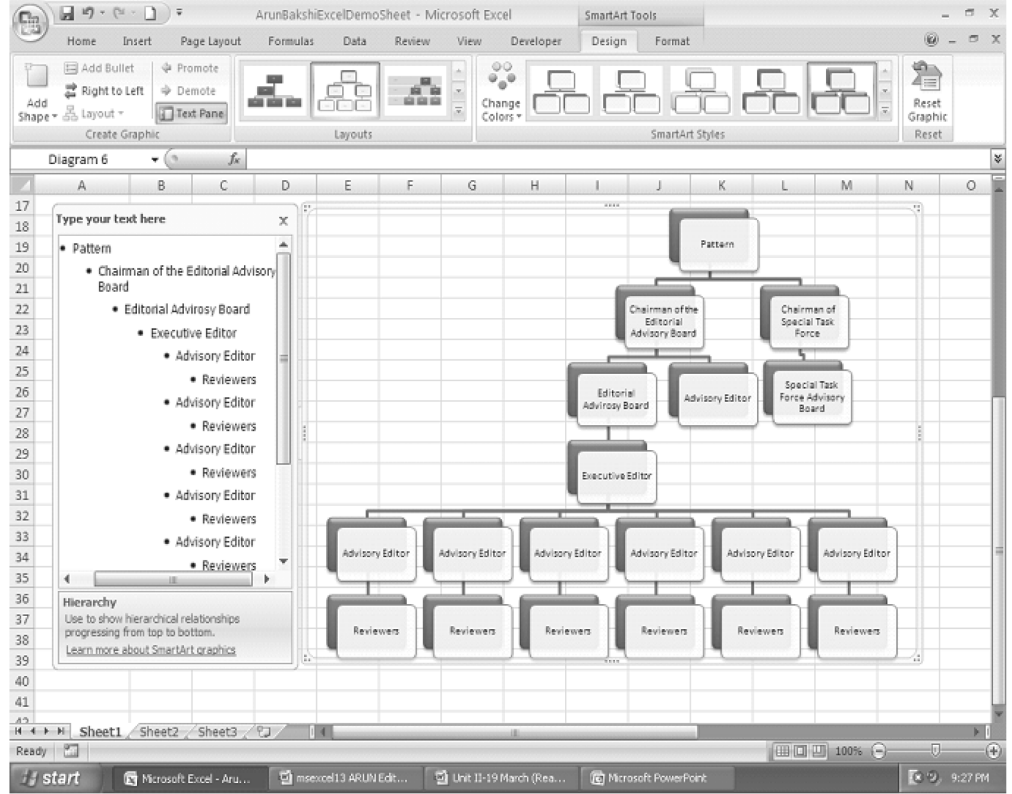 ArunBakshiExcelDemoSheet - Microsoft Excel
SmartArt Tools
Home Insert Page Layout Formulas Data Review View Developer Design Format
Add Shape
Add Bullet
Right to Left
Layout
Promote
Demote
Text Pane
Create Graphic
Layouts
Change Colors
SmartArt Styles
Reset Graphic
Reset
Diagram 6
fx
A B C D E F G H I J K L M N O
17
18
19
20
21
22
23
24
25
26
27
28
29
30
31
32
33
34
35
36
37
38
39
40
41
42
Type your text here X
• Pattern
• Chairman of the Editorial Advisory
Board
• Editorial Advirosy Board
• Executive Editor
• Advisory Editor
• Reviewers
• Advisory Editor
• Reviewers
• Advisory Editor
• Reviewers
• Advisory Editor
• Reviewers
• Advisory Editor
• Reviewers
Hierarchy
Use to show hierarchical relationships
progressing from top to bottom.
Learn more about SmartArt graphics
Pattern
Chairman of the
Editorial
Advisory Board
Chairman of
Special Task
Force
Editorial
Advirosy Board
Advisory Editor
Special Task
Force Advisory
Board
Executive Editor
Advisory Editor Advisory Editor Advisory Editor Advisory Editor Advisory Editor Advisory Editor
Reviewers Reviewers Reviewers Reviewers Reviewers Reviewers
Sheet1 Sheet2 Sheet3
Ready
100%
start
Microsoft Excel - Aru...
msexcel13 ARUN Edit...
Unit II-19 March (Rea...
Microsoft PowerPoint
9:27 PM